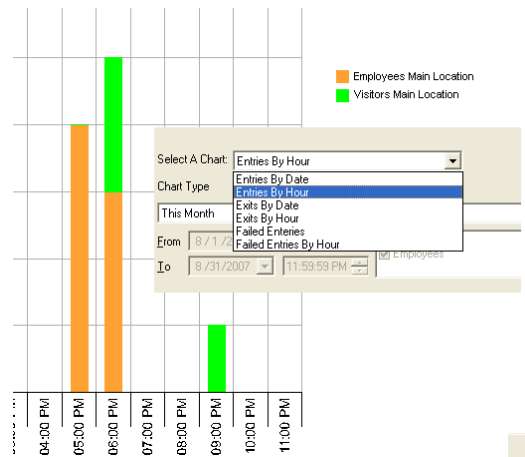 Employees Main Location
Visitors Main Location
Select A Chart: Entries By Hour
Entries By Date
Chart Type
Entries By Hour
Exits By Date
This Month
Exits By Hour
Failed Enteries
From 8 / 1 /2
Failed Entries By Hour
Employees
To 8 /31/2007 11:59:59 PM
04:00 PM
05:00 PM
06:00 PM
07:00 PM
08:00 PM
09:00 PM
10:00 PM
11:00 PM